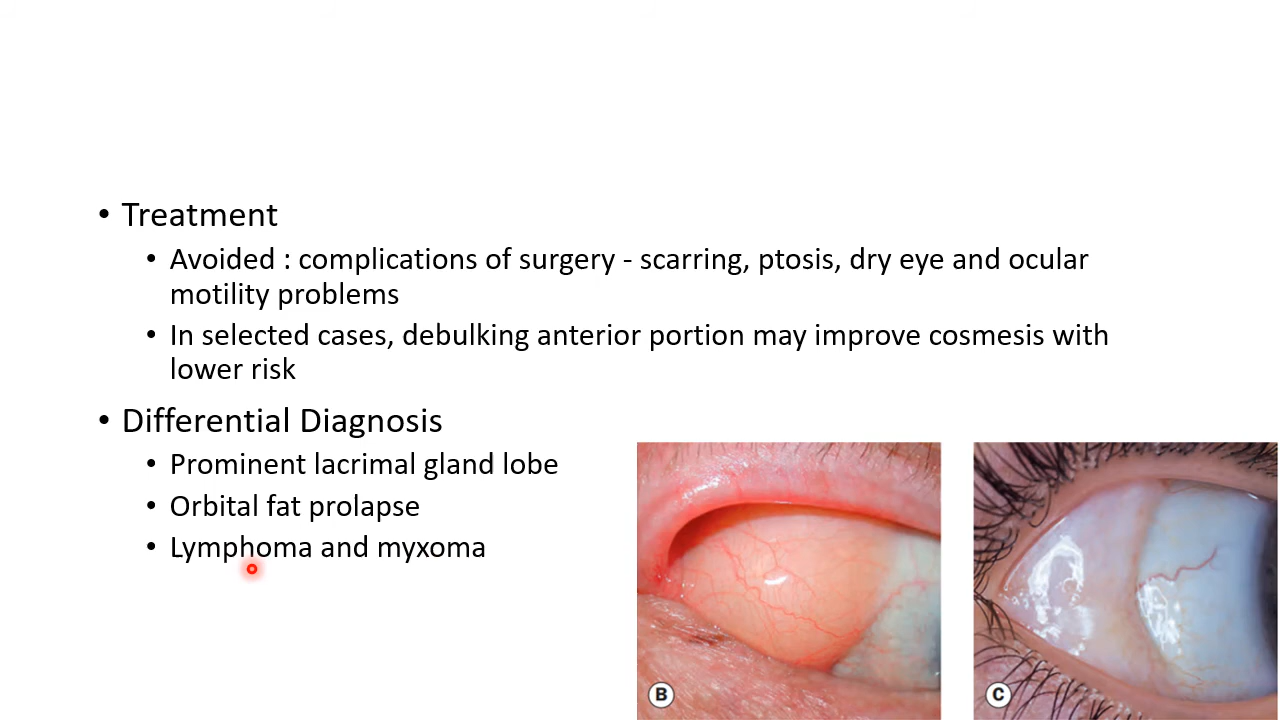 • Treatment
• Avoided : complications of surgery - scarring, ptosis, dry eye and ocular
motility problems
• In selected cases, debulking anterior portion may improve cosmesis with
lower risk
• Differential Diagnosis
• Prominent lacrimal gland lobe
• Orbital fat prolapse
• Lymphoma and myxoma
B
C